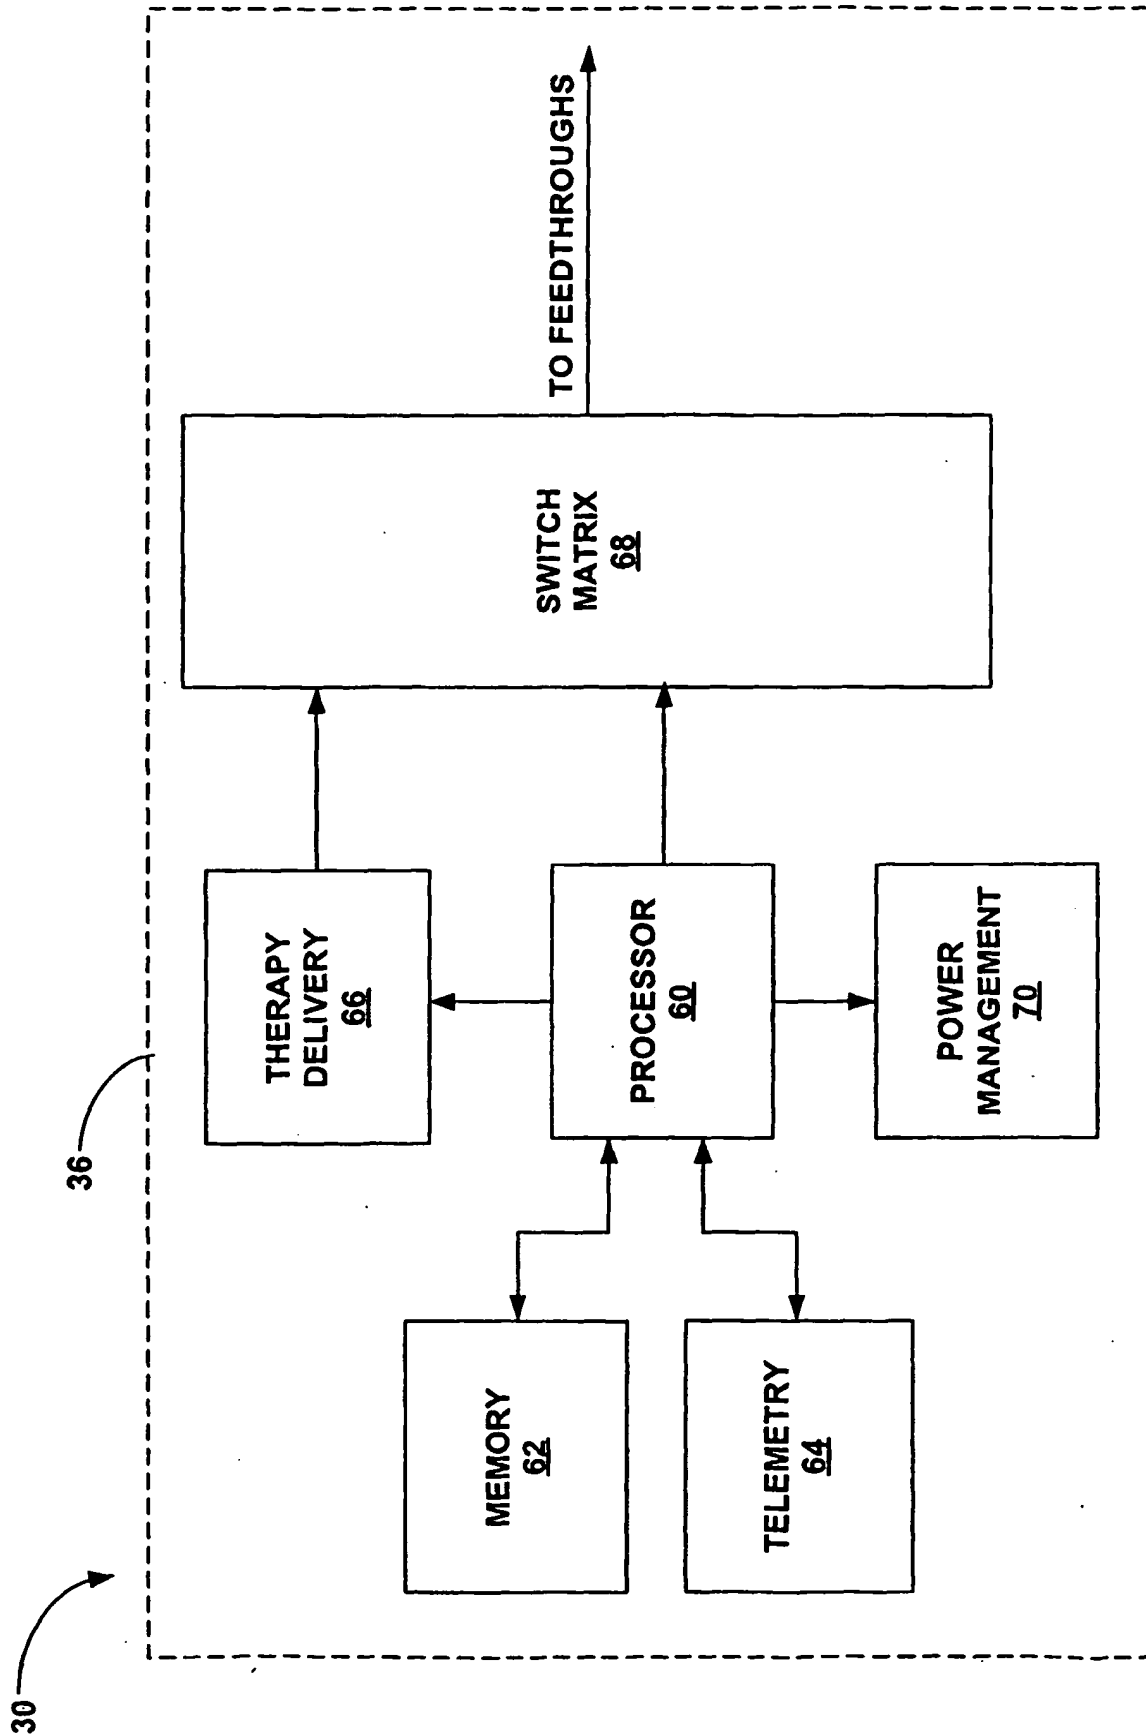 30
36
MEMORY
62
TELEMETRY
64
THERAPY
DELIVERY
66
PROCESSOR
60
POWER
MANAGEMENT
70
SWITCH
MATRIX
68
TO FEEDTHROUGHS